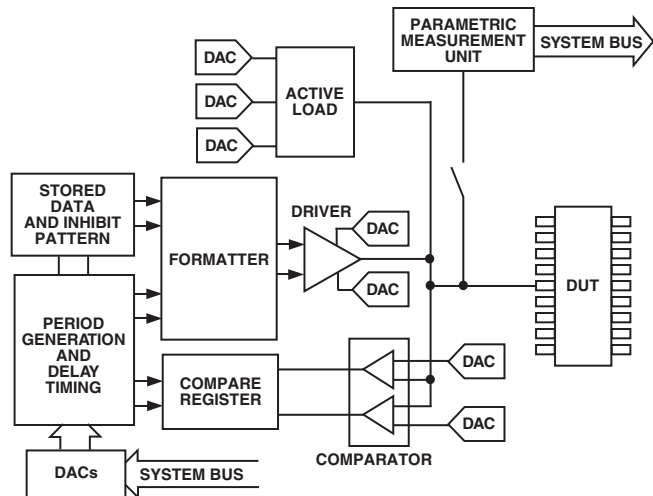 PARAMETRIC
MEASUREMENT
UNIT
SYSTEM BUS
DAC
DAC
DAC
ACTIVE
LOAD
STORED
DATA
AND INHIBIT
PATTERN
FORMATTER
DRIVER
DAC
DAC
DUT
PERIOD
GENERATION
AND
DELAY
TIMING
COMPARE
REGISTER
DAC
DAC
COMPARATOR
DACs
SYSTEM BUS